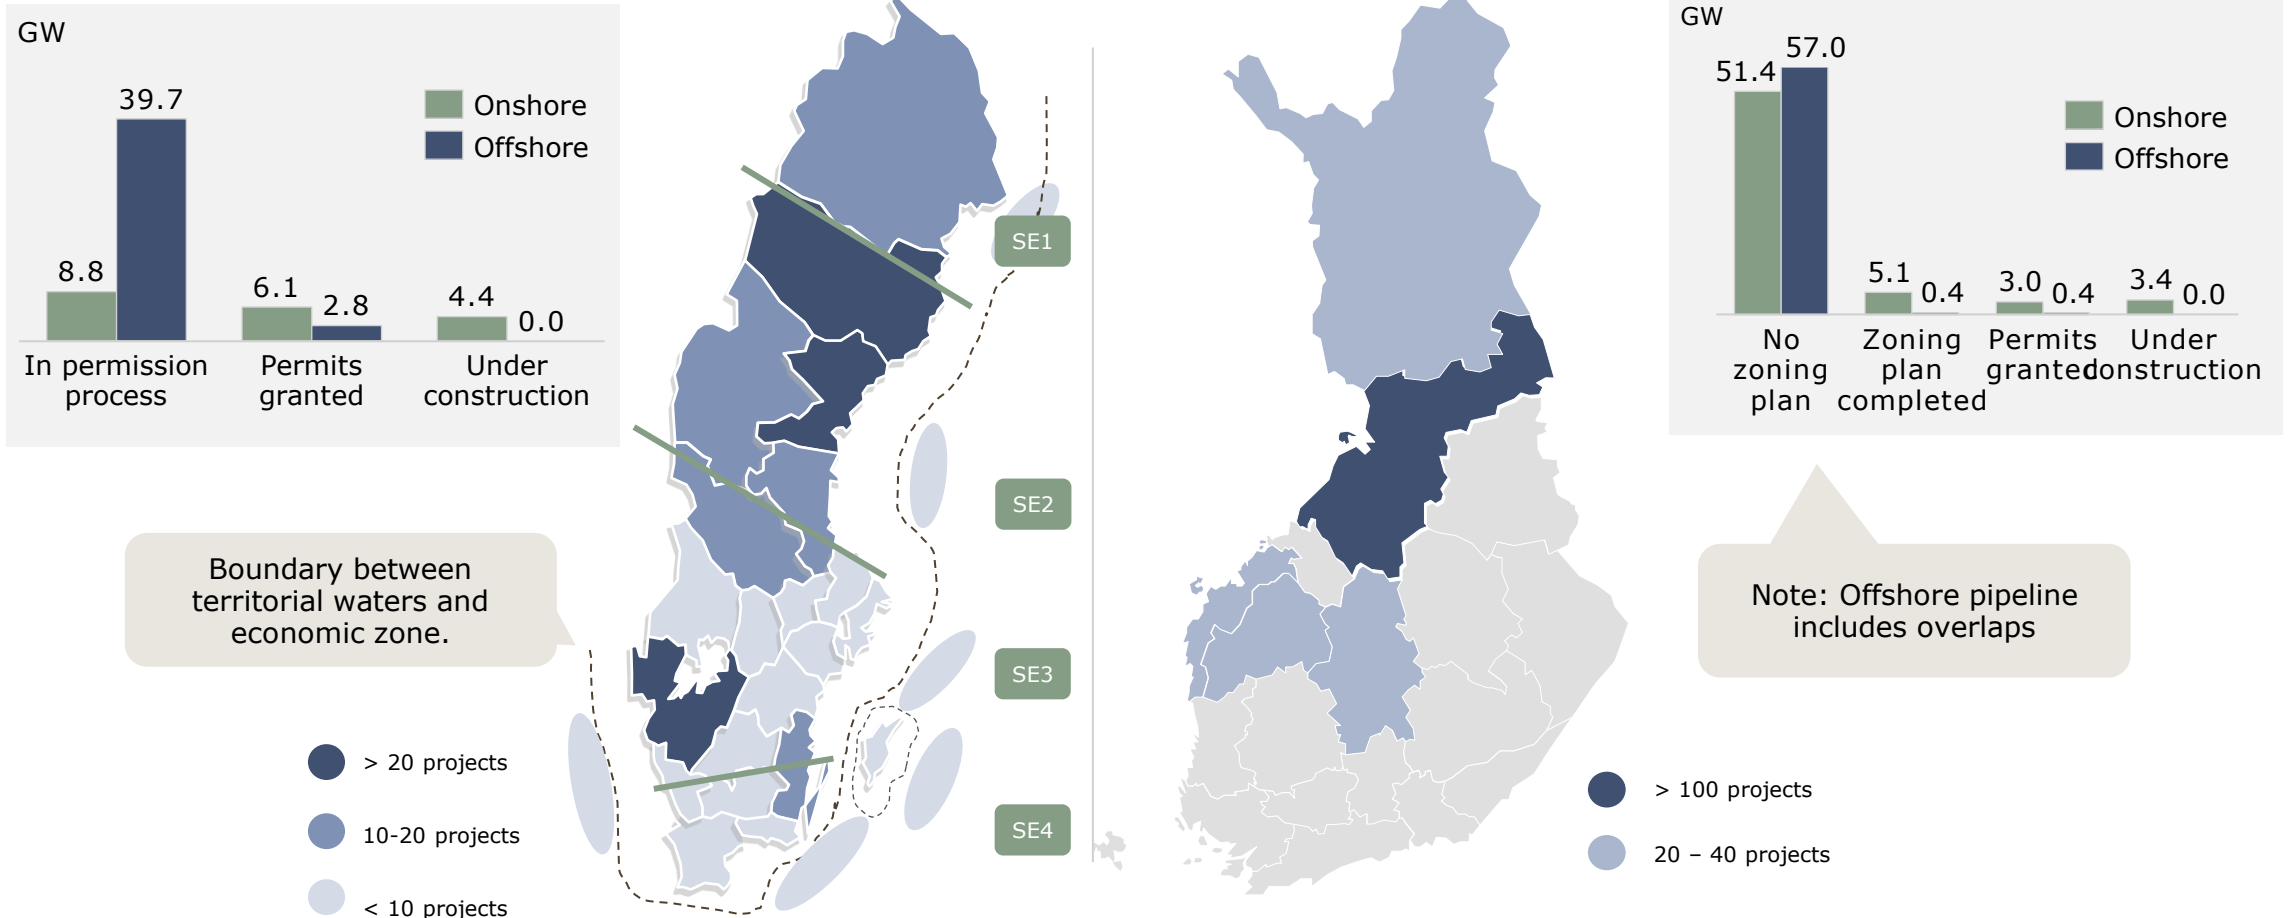 GW
39.7
8.8
6.1
2.8
4.4
0.0
Onshore
Offshore
In permission
process
Permits
granted
Under
construction
Boundary between
territorial waters and
economic zone.
> 20 projects
10-20 projects
< 10 projects
SE1
SE2
SE3
SE4
GW
51.4
57.0
5.1
0.4
3.0
0.4
3.4
0.0
Onshore
Offshore
No
zoning
plan
Zoning
plan
completed
Permits
granted
Under
construction
Note: Offshore pipeline
includes overlaps
> 100 projects
20 – 40 projects